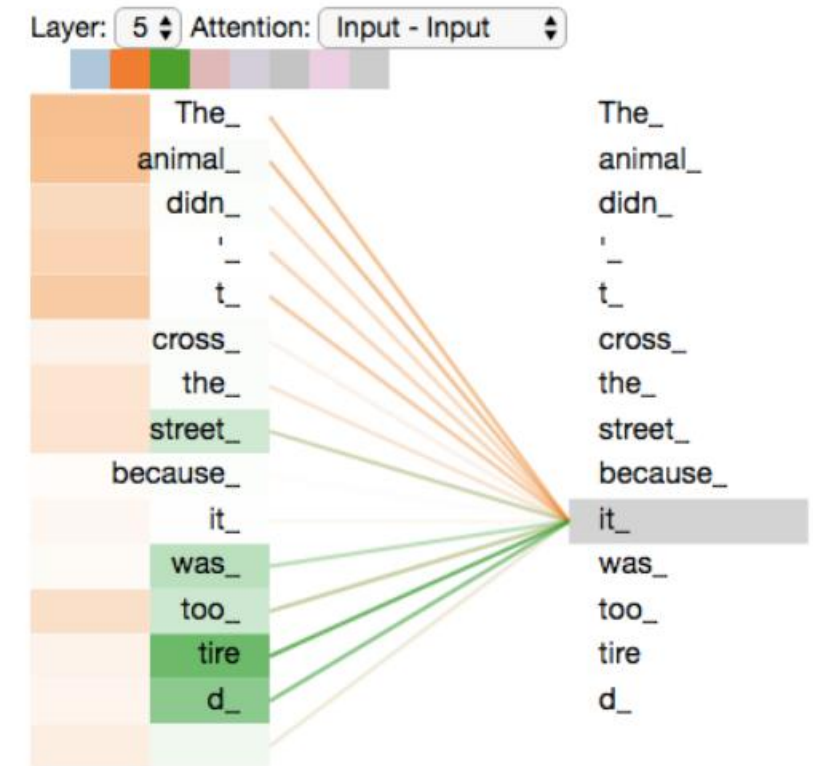 Layer: 5 Attention: Input - Input
The_ The_
animal_ animal_
didn_ didn_
'_ '_
t_ t_
cross_ cross_
the_ the_
street_ street_
because_ because_
it_ it_
was_ was_
too_ too_
tire tire
d_ d_